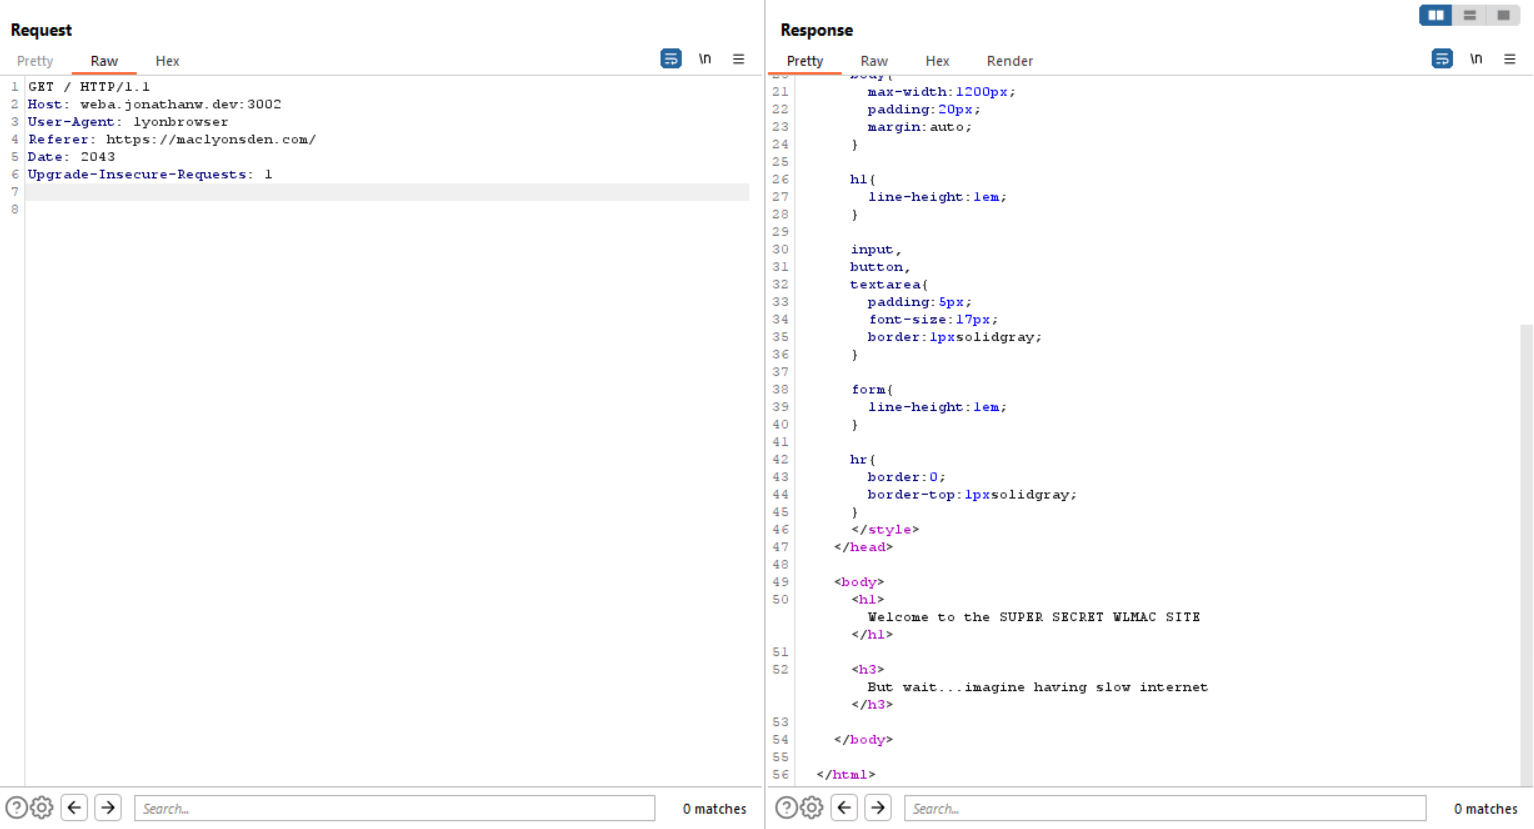 Request
Pretty Raw Hex \n
1 GET / HTTP/1.1
2 Host: weba.jonathanw.dev:3002
3 User-Agent: lyonbrowser
4 Referer: https://maclyonsden.com/
5 Date: 2043
6 Upgrade-Insecure-Requests: 1
7
8
Search...
0 matches
Response
Pretty Raw Hex Render \n
20 body{
21 max-width:1200px;
22 padding:20px;
23 margin:auto;
24 }
25
26 h1{
27 line-height:1em;
28 }
29
30 input,
31 button,
32 textarea{
33 padding:5px;
34 font-size:17px;
35 border:1pxsolidgray;
36 }
37
38 form{
39 line-height:1em;
40 }
41
42 hr{
43 border:0;
44 border-top:1pxsolidgray;
45 }
46 </style>
47 </head>
48
49 <body>
50 <h1>
Welcome to the SUPER SECRET WLMAC SITE
</h1>
51
52 <h3>
But wait...imagine having slow internet
</h3>
53
54 </body>
55
56 </html>
Search...
0 matches